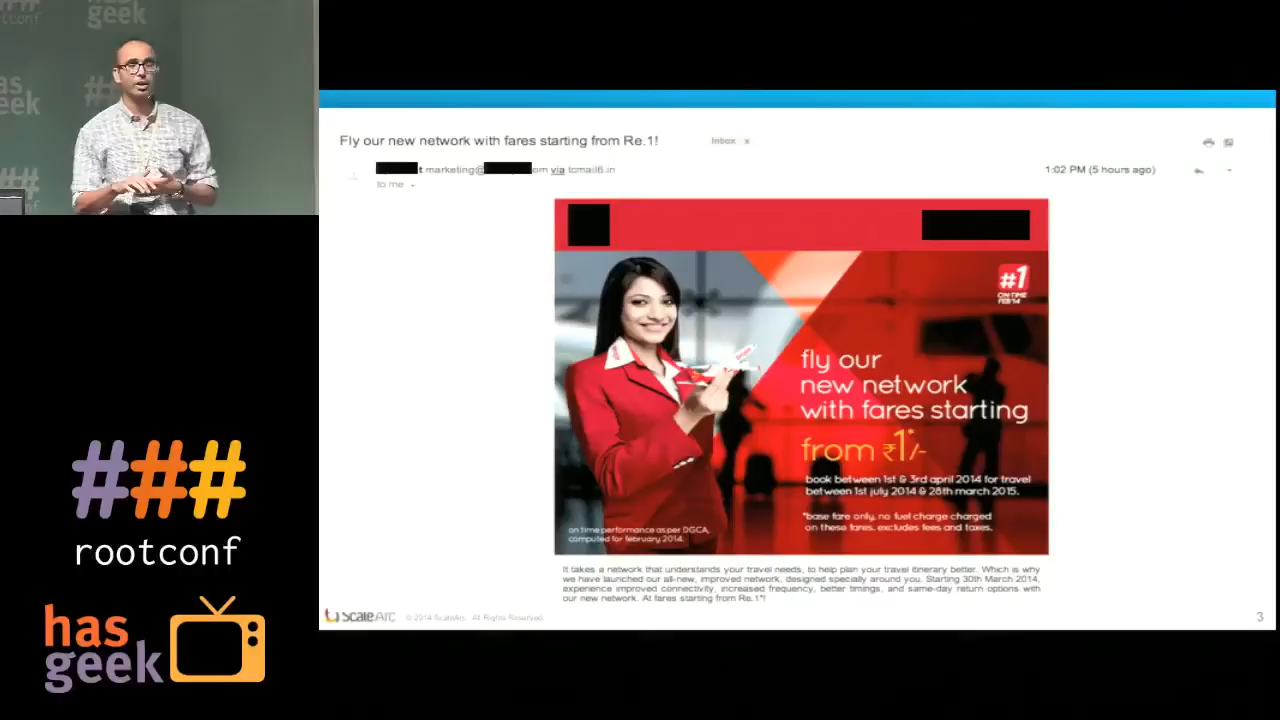 has
geek
Fly our new network with fares starting from Re.1!
Inbox x
t marketing@ om via tcmail6.in
1:02 PM (5 hours ago)
to me
#1
ON-TIME
FEB'14
fly our
new network
with fares starting
from ₹1*/-
book between 1st & 3rd april 2014 for travel
between 1st july 2014 & 28th march 2015.
*base fare only, no fuel charge charged
on these fares. excludes fees and taxes.
on time performance as per DGCA,
computed for february 2014.
It takes a network that understands your travel needs, to help plan your travel itinerary better. Which is why
we have launched our all-new, improved network, designed specially around you. Starting 30th March 2014,
experience improved connectivity, increased frequency, better timings, and same-day return options with
our new network. At fares starting from Re.1*!
ScaleArc © 2014 ScaleArc. All Rights Reserved. 3
###
rootconf
has
geek